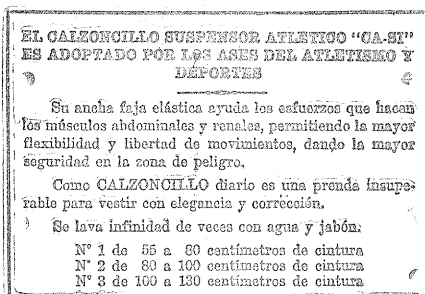 EL CALZONCILLO SUSPENSOR ATLETICO "CA-SI"
ES ADOPTADO POR LOS ASES DEL ATLETISMO Y
DEPORTES
Su ancha faja elástica ayuda los esfuerzos que hacen
los músculos abdominales y renales, permitiendo la mayor
flexibilidad y libertad de movimientos, dando la mayor
seguridad en la zona de peligro.
Como CALZONCILLO diario es una prenda insupe-
rable para vestir con elegancia y corrección.
Se lava infinidad de veces con agua y jabón.
N° 1 de 55 a 80 centímetros de cintura
N° 2 de 80 a 100 centímetros de cintura
N° 3 de 100 a 130 centímetros de cintura